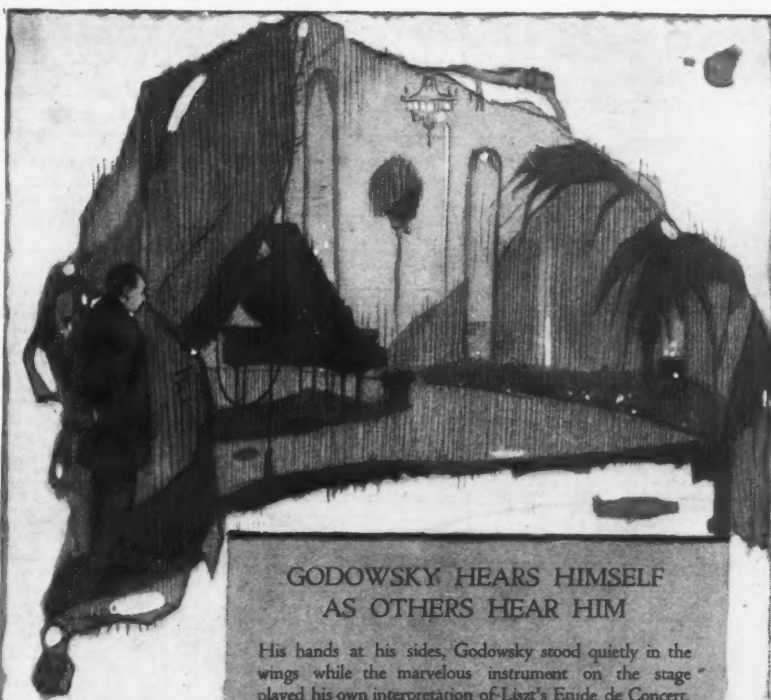 GODOWSKY HEARS HIMSELF
AS OTHERS HEAR HIM
His hands at his sides, Godowsky stood quietly in the
wings while the marvelous instrument on the stage
played his own interpretation of Liszt's Etude de Concert,